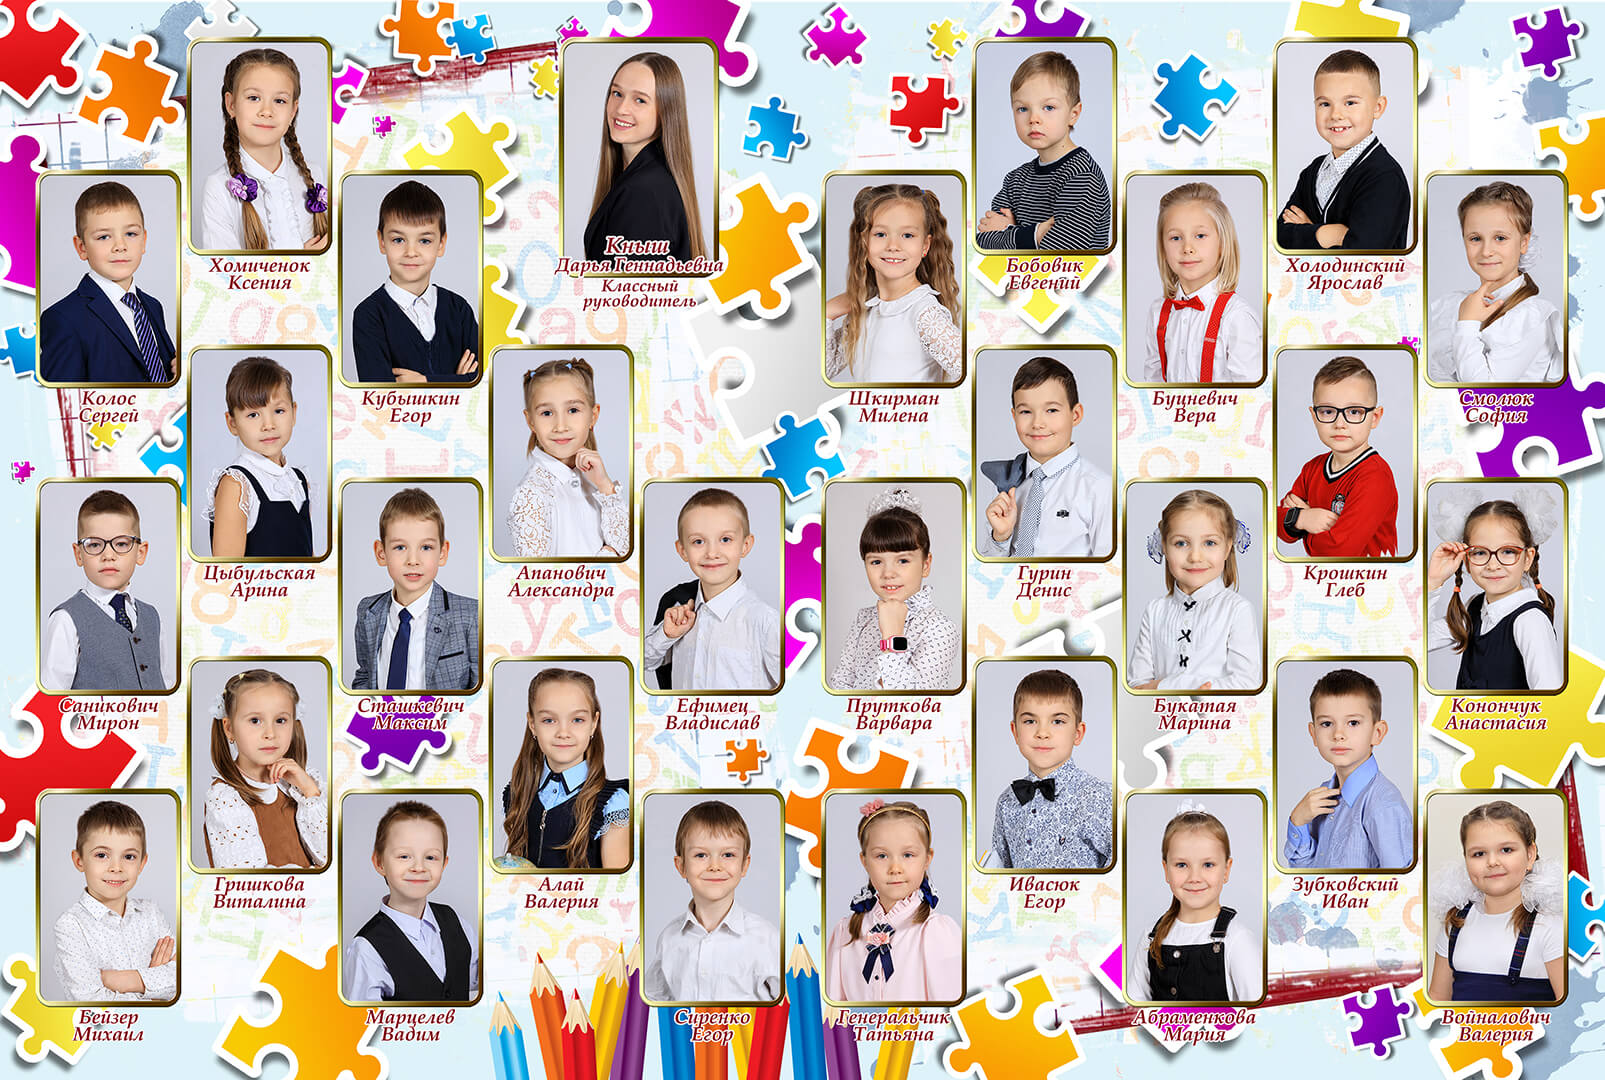 Хомиченок
Ксения
Кныш
Дарья Геннадьевна
Классный
руководитель
Бобовик
Евгений
Холодинский
Ярослав
Колос
Сергей
Кубышкин
Егор
Шкирман
Милена
Буцневич
Вера
Смолюк
София
Цыбульская
Арина
Апанович
Александра
Гурин
Денис
Крошкин
Глеб
Саникович
Мирон
Сташкевич
Максим
Ефимец
Владислав
Пруткова
Варвара
Букатая
Марина
Конончук
Анастасия
Гришкова
Виталина
Алай
Валерия
Ивасюк
Егор
Зубковский
Иван
Бейзер
Михаил
Марцелев
Вадим
Сиренко
Егор
Генеральчик
Татьяна
Абраменкова
Мария
Войналович
Валерия